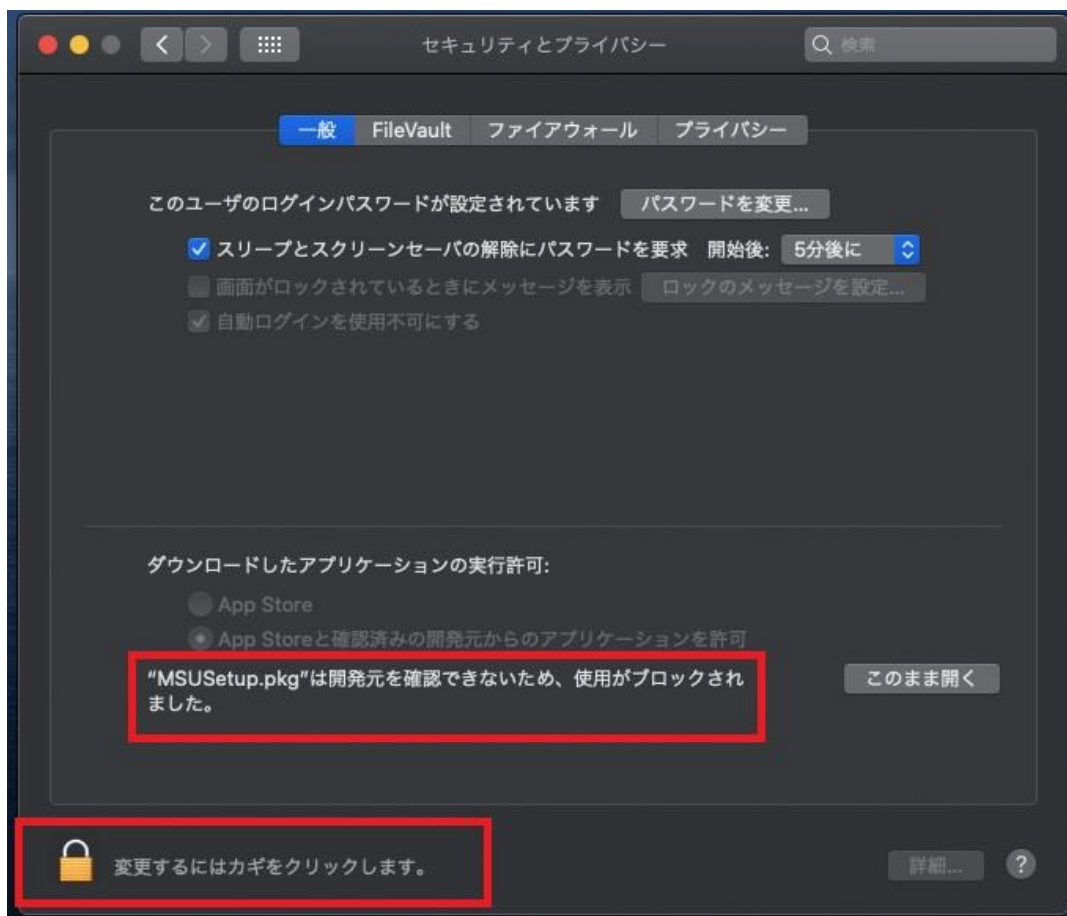 セキュリティとプライバシー
検索
一般 FileVault ファイアウォール プライバシー
このユーザのログインパスワードが設定されています パスワードを変更...
スリープとスクリーンセーバの解除にパスワードを要求 開始後: 5分後に
画面がロックされているときにメッセージを表示 ロックのメッセージを設定...
自動ログインを使用不可にする
ダウンロードしたアプリケーションの実行許可:
App Store
App Storeと確認済みの開発元からのアプリケーションを許可
“MSUSetup.pkg”は開発元を確認できないため、使用がブロックされ
ました。
このまま開く
変更するにはカギをクリックします。
詳細... ?